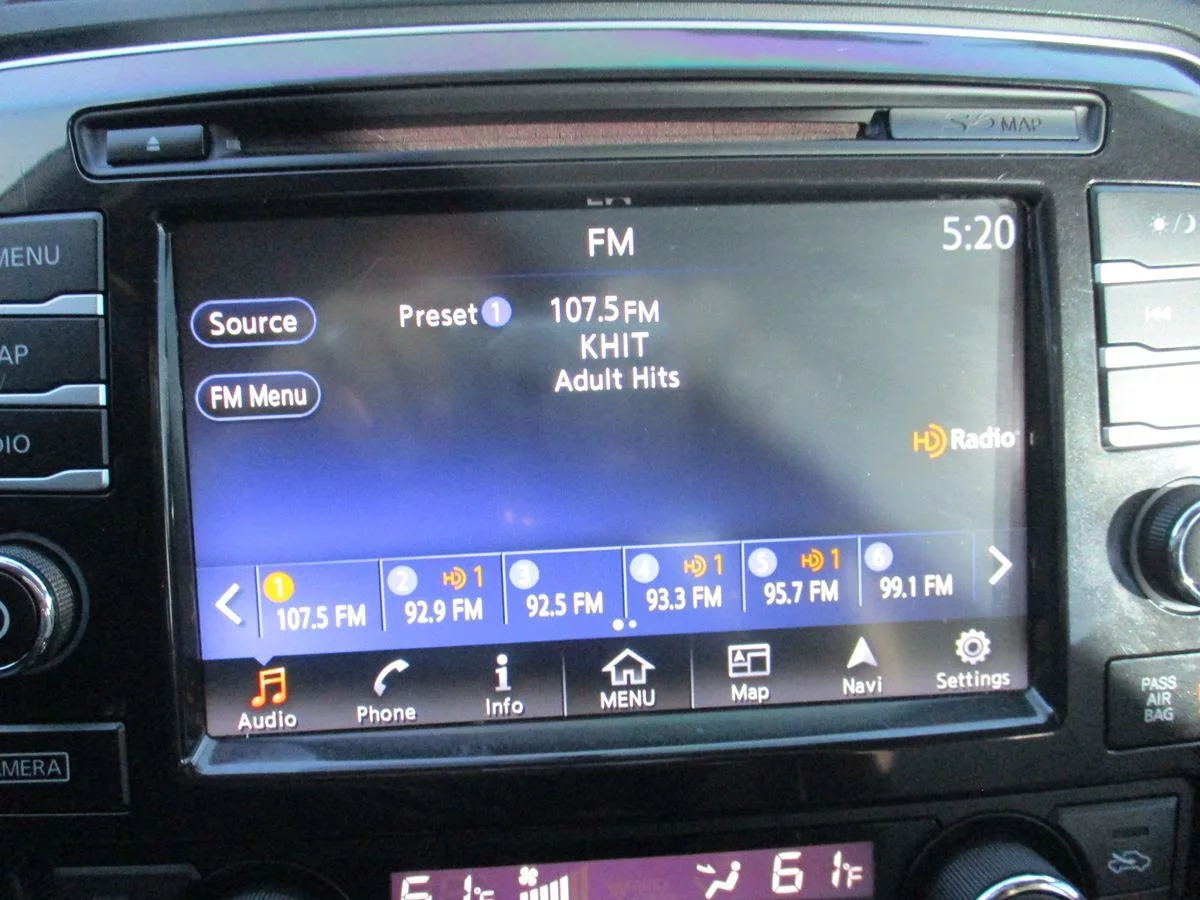 MAP
MENU
AP
DIO
FM
5:20
Source
Preset 1 107.5 FM
KHIT
FM Menu
Adult Hits
HD Radio
1 107.5 FM
2 HD 1 92.9 FM
3 92.5 FM
4 HD 1 93.3 FM
5 HD 1 95.7 FM
6 99.1 FM
Audio
Phone
Info
MENU
Map
Navi
Settings
PASS
AIR
BAG
AMERA
61°F
61°F